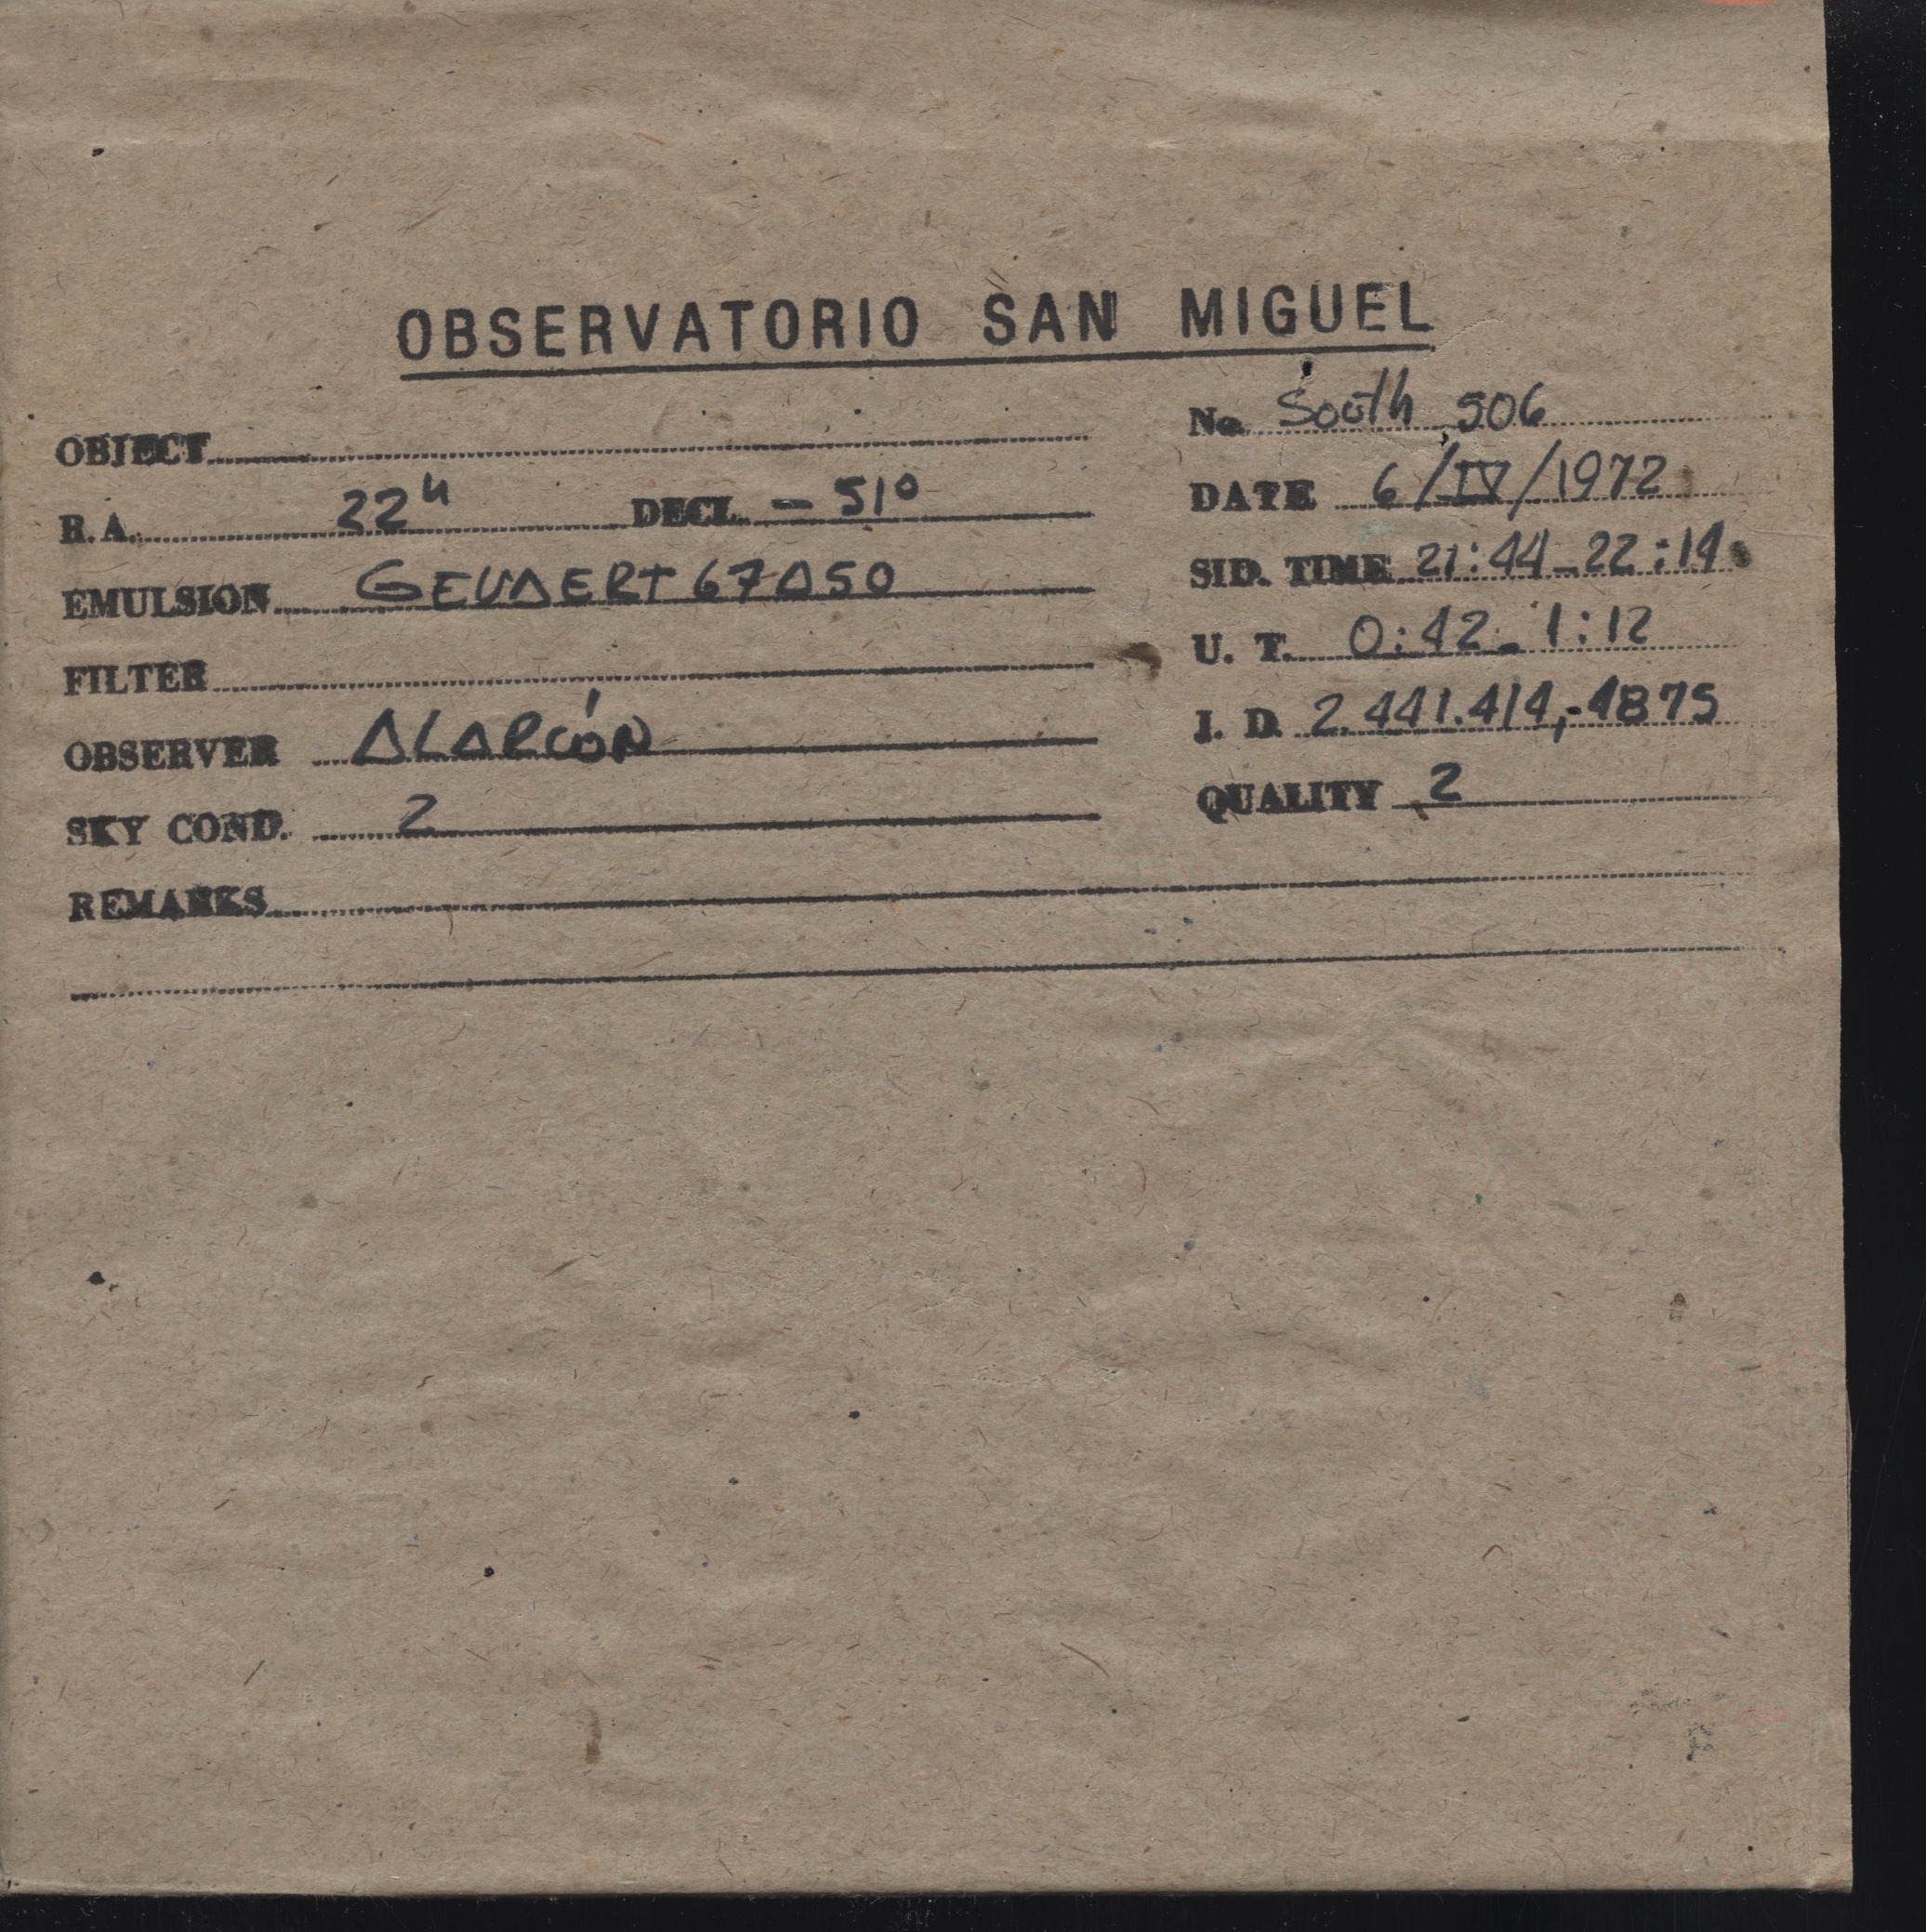 OBSERVATORIO SAN MIGUEL
OBJECT
R.A. 22h DECL. - 51°
EMULSION GEVAERT 67A50
FILTER
OBSERVER ALARCÓN
SKY COND. 2
REMARKS
No. South 506
DATE 6/IV/1972
SID. TIME 21:44-22:14
U. T. 0:42-1:12
J. D. 2.441.414,-4875
QUALITY 2